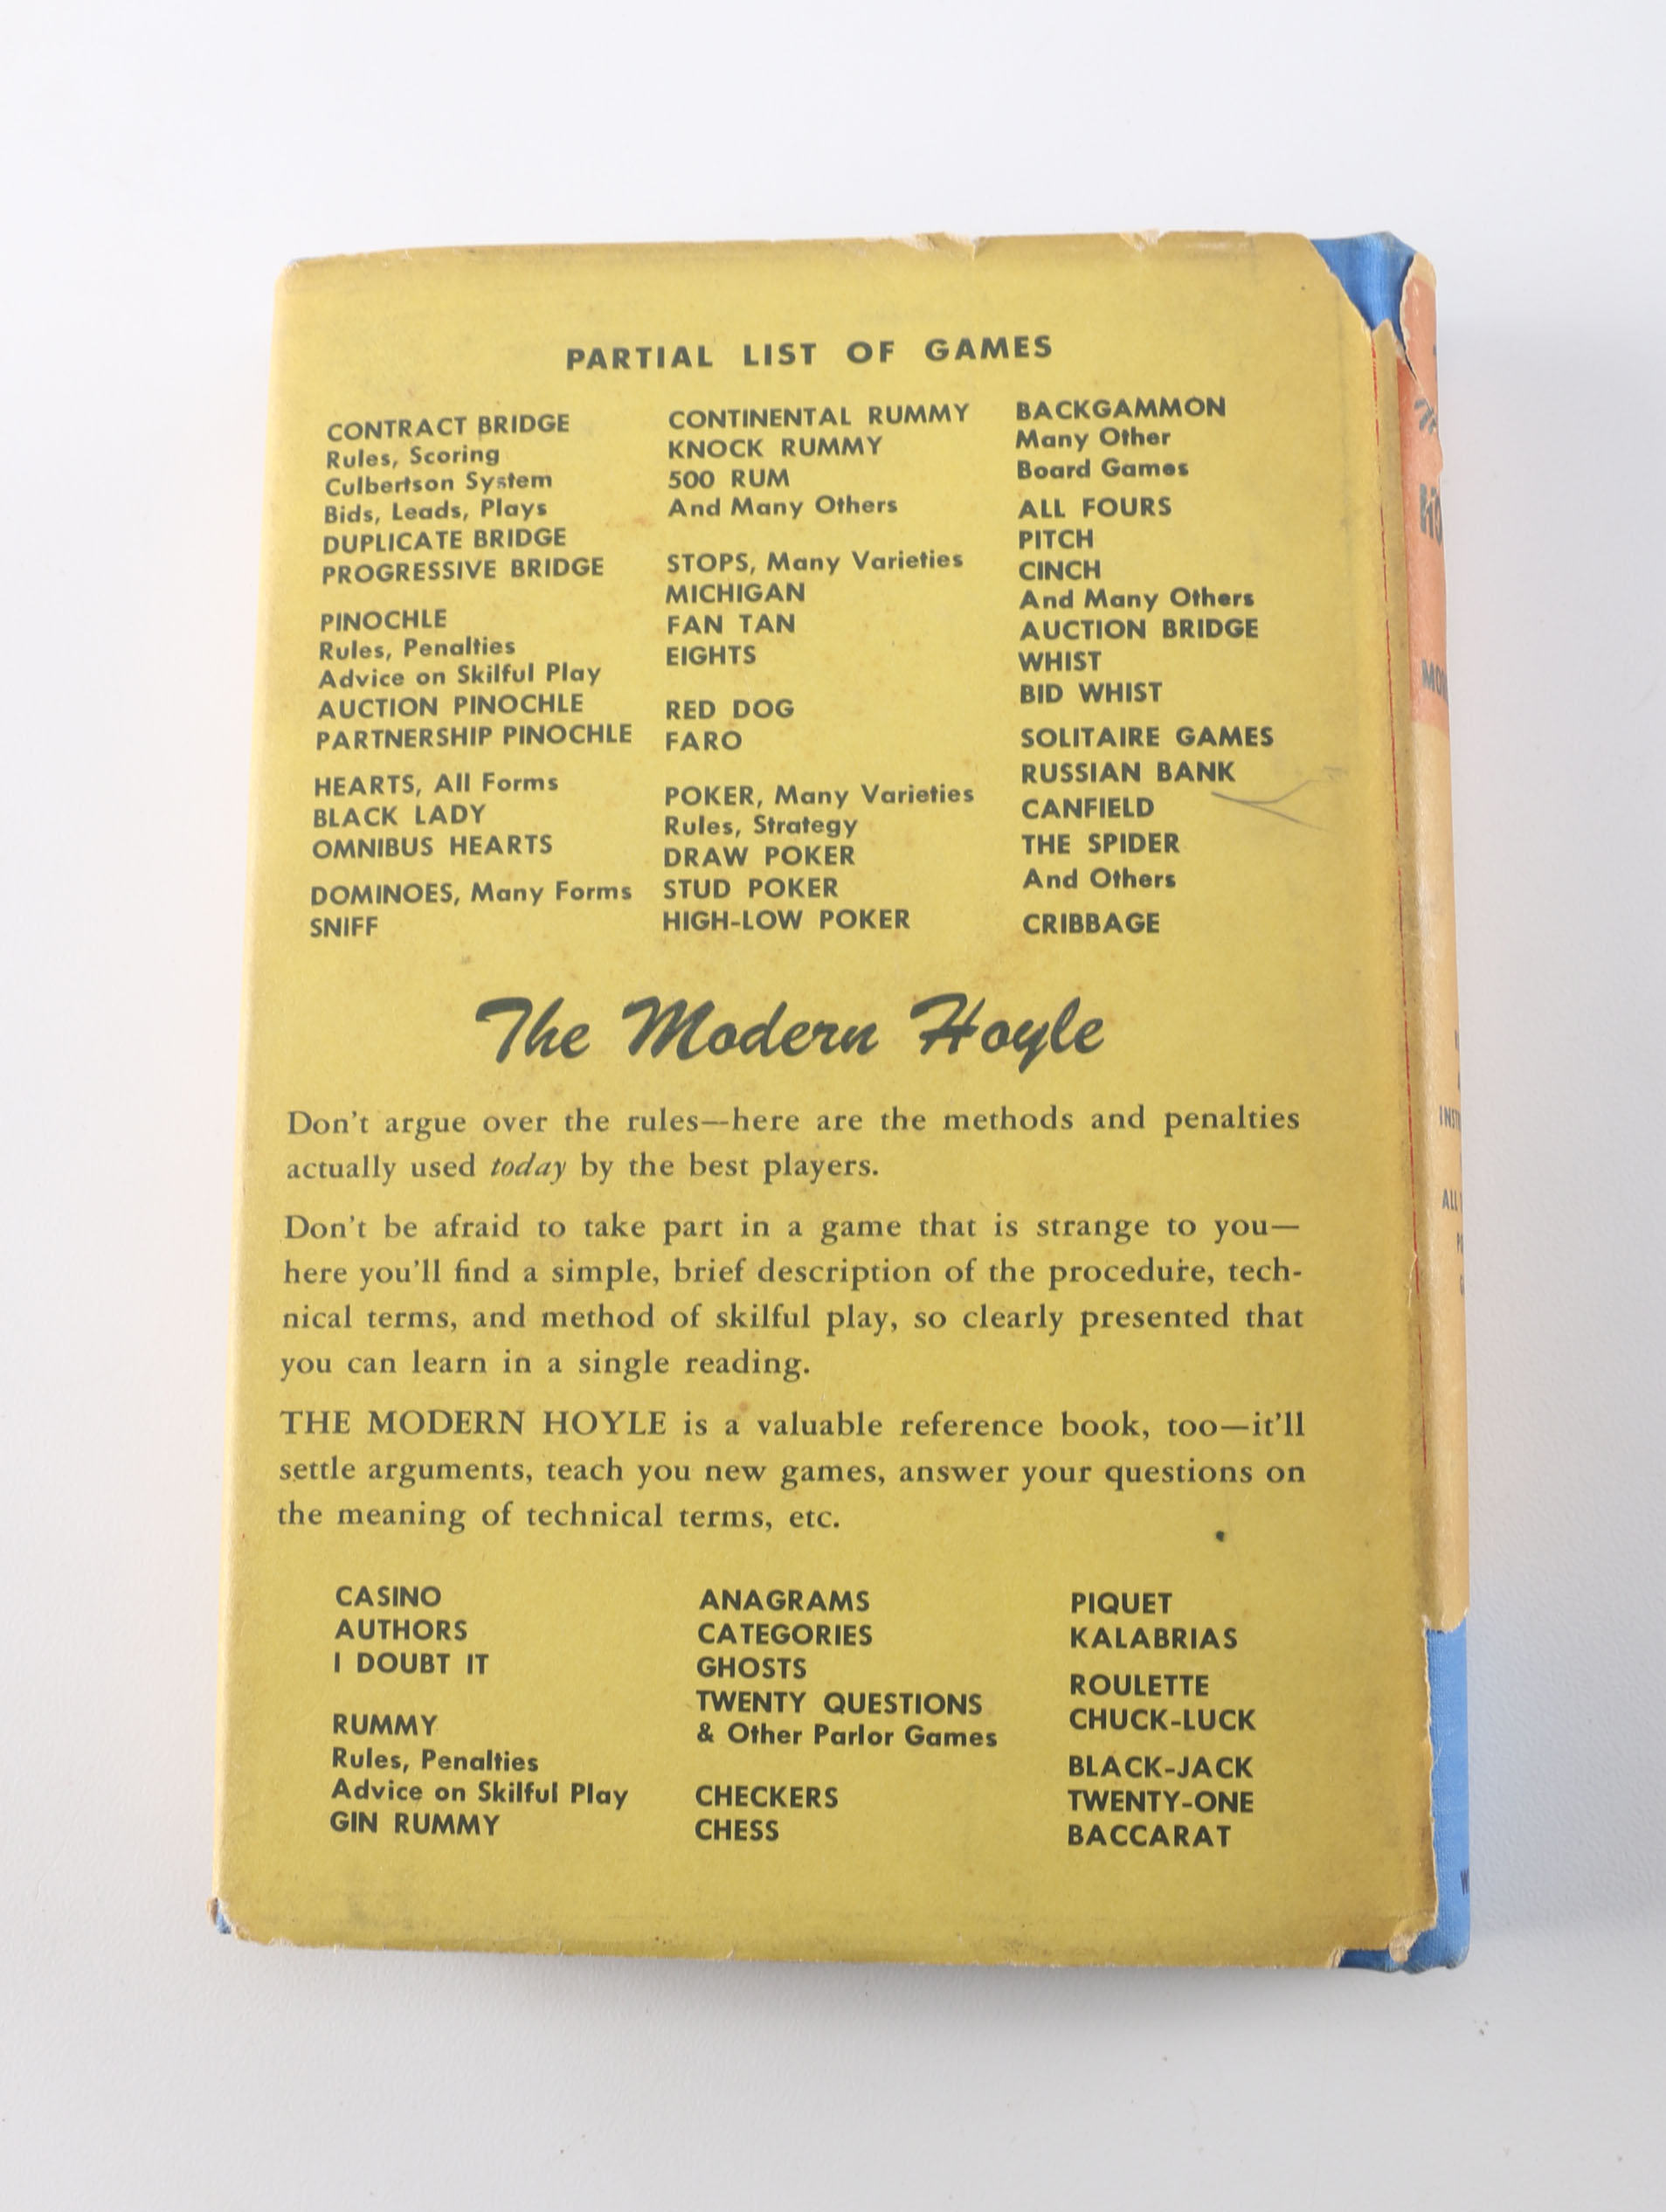 PARTIAL LIST OF GAMES
CONTRACT BRIDGE
Rules, Scoring
Culbertson System
Bids, Leads, Plays
DUPLICATE BRIDGE
PROGRESSIVE BRIDGE
PINOCHLE
Rules, Penalties
Advice on Skilful Play
AUCTION PINOCHLE
PARTNERSHIP PINOCHLE
HEARTS, All Forms
BLACK LADY
OMNIBUS HEARTS
DOMINOES, Many Forms
SNIFF
CONTINENTAL RUMMY
KNOCK RUMMY
500 RUM
And Many Others
STOPS, Many Varieties
MICHIGAN
FAN TAN
EIGHTS
RED DOG
FARO
POKER, Many Varieties
Rules, Strategy
DRAW POKER
STUD POKER
HIGH-LOW POKER
BACKGAMMON
Many Other
Board Games
ALL FOURS
PITCH
CINCH
And Many Others
AUCTION BRIDGE
WHIST
BID WHIST
SOLITAIRE GAMES
RUSSIAN BANK
CANFIELD
THE SPIDER
And Others
CRIBBAGE
The Modern Hoyle
Don't argue over the rules—here are the methods and penalties
actually used today by the best players.
Don't be afraid to take part in a game that is strange to you—
here you'll find a simple, brief description of the procedure, tech-
nical terms, and method of skilful play, so clearly presented that
you can learn in a single reading.
THE MODERN HOYLE is a valuable reference book, too—it'll
settle arguments, teach you new games, answer your questions on
the meaning of technical terms, etc.
CASINO
AUTHORS
I DOUBT IT
RUMMY
Rules, Penalties
Advice on Skilful Play
GIN RUMMY
ANAGRAMS
CATEGORIES
GHOSTS
TWENTY QUESTIONS
& Other Parlor Games
CHECKERS
CHESS
PIQUET
KALABRIAS
ROULETTE
CHUCK-LUCK
BLACK-JACK
TWENTY-ONE
BACCARAT
ALL